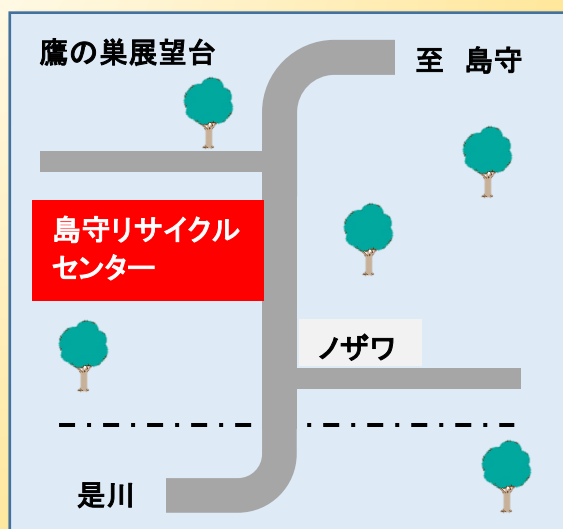 鷹の巣展望台
至 島守
島守リサイクル
センター
ノザワ
是川